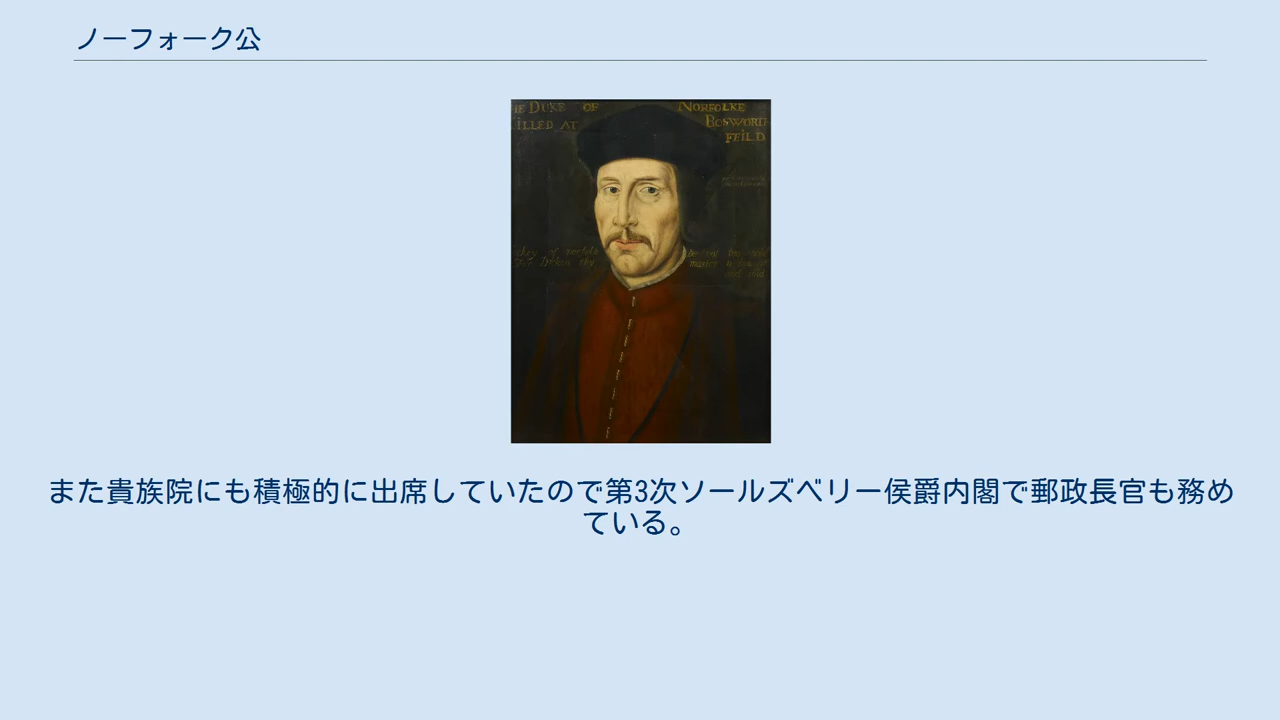 ノーフォーク公
HE DUKE OF NORFOLKE
KILLED AT BOSWORTH
FEILD
また貴族院にも積極的に出席していたので第3次ソールズベリー侯爵内閣で郵政長官も務め
ている。